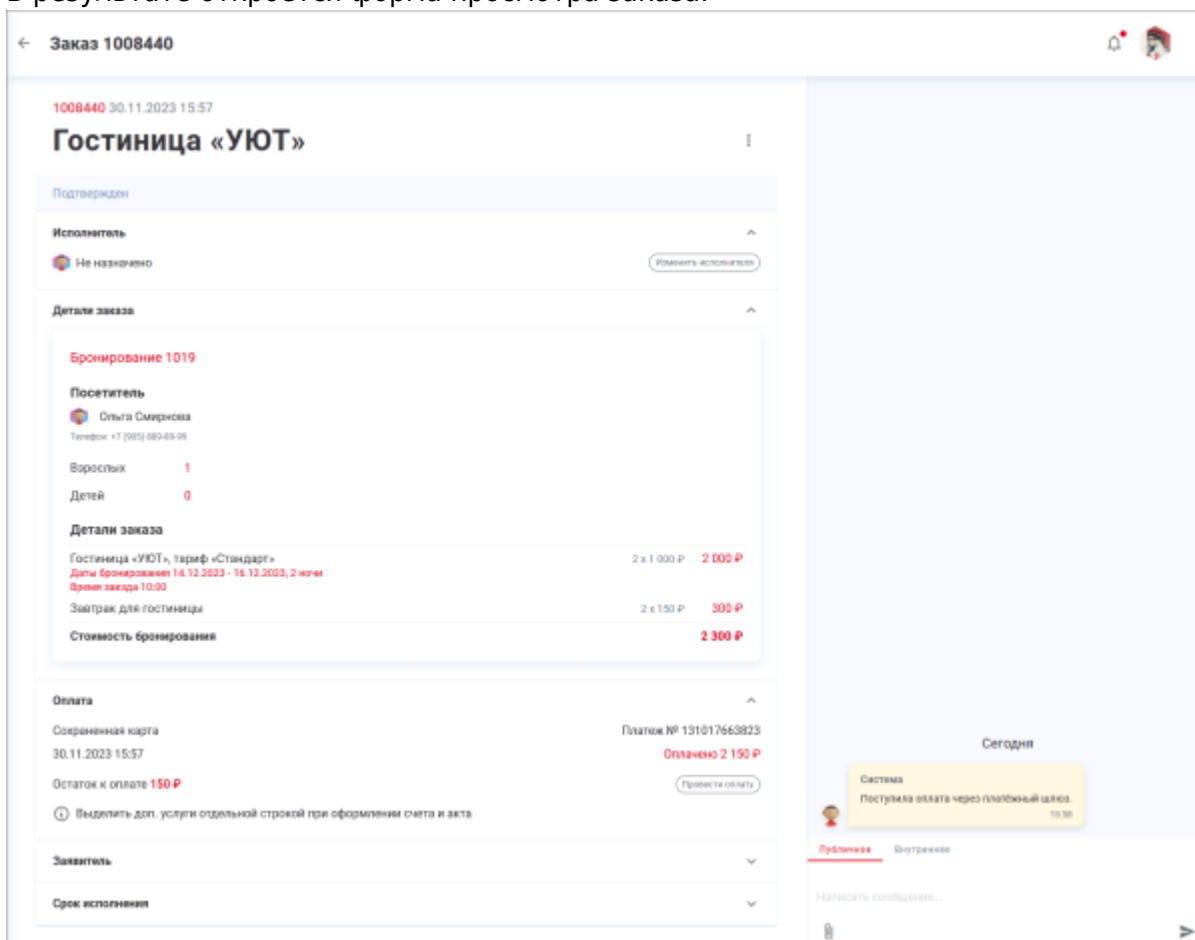 В результате откроется форма просмотра заказа:
Заказ 1008440
1008440 30.11.2023 15:57
Гостиница «УЮТ»
Подтвержден
Исполнитель
Не назначено
Изменить исполнителя
Детали заказа
Бронирование 1019
Посетитель
Ольга Смирнова
Телефон: +7 (985) 089-89-99
Взрослых 1
Детей 0
Детали заказа
Гостиница «УЮТ», тариф «Стандарт» 2 x 1 000 ₽ 2 000 ₽
Даты бронирования 14.12.2023 - 16.12.2023, 2 ночи
Время заезда 10:00
Завтрак для гостиницы 2 x 150 ₽ 300 ₽
Стоимость бронирования 2 300 ₽
Оплата
Сохраненная карта Платеж № 131017663823
30.11.2023 15:57 Оплачено 2 150 ₽
Остаток к оплате 150 ₽ Провести оплату
Выделить доп. услуги отдельной строкой при оформлении счета и акта
Заявитель
Срок исполнения
Сегодня
Система
Поступила оплата через платёжный шлюз.
15:58
Публичное Внутреннее
Написать сообщение...